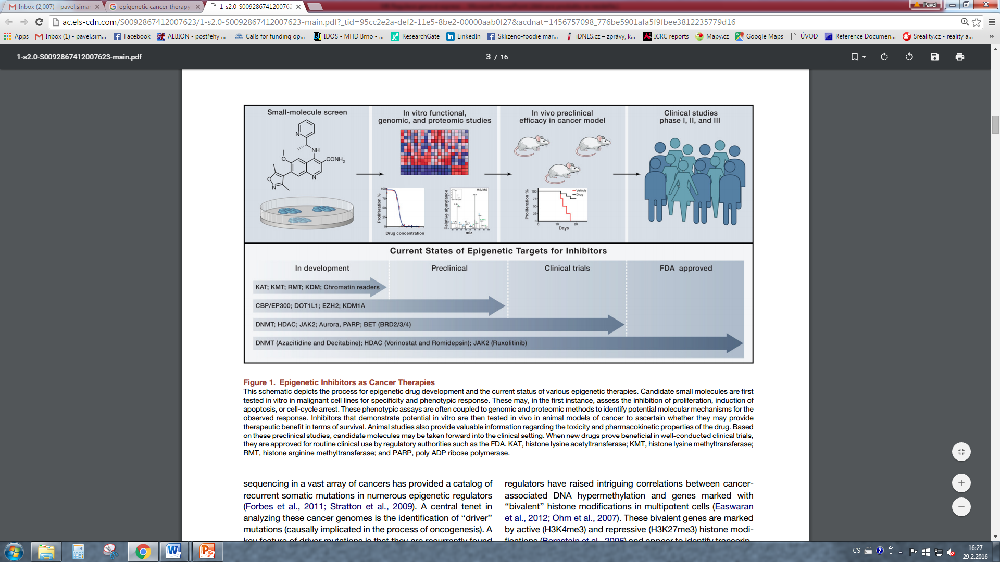 Inbox (2,007) - pavel.simar
epigenetic cancer therapy
1-s2.0-S009286741200762
Pavel
ac.els-cdn.com/S0092867412007623/1-s2.0-S0092867412007623-main.pdf?_tid=95cc2e2a-def2-11e5-8be2-00000aab0f27&acdnat=1456757098_776be5901afa5f9fbee3812235779d16
Apps
Inbox (1) - pavel.sim...
Facebook
ALBION - postřehy ...
Calls for funding op...
IDOS - MHD Brno - ...
ResearchGate
LinkedIn
Sklizeno-foodie mar...
iDNES.cz – zprávy, k...
ICRC reports
Mapy.cz
Google Maps
ÚVOD
Reference Documen...
Sreality.cz • reality a...
1-s2.0-S0092867412007623-main.pdf
3 / 16
Small-molecule screen
N
NH
O
CONH2
N
O
N
In vitro functional,
genomic, and proteomic studies
Proliferation %
100
75
50
25
0
Drug concentration
Relative abundance
MS/MS
miz
In vivo preclinical
efficacy in cancer model
Proliferation %
100
75
50
25
0
0 10 20
Days
Vehicle
Drug
Clinical studies
phase I, II, and III
Current States of Epigenetic Targets for Inhibitors
In development
Preclinical
Clinical trials
FDA approved
KAT; KMT; RMT; KDM; Chromatin readers
CBP/EP300; DOT1L1; EZH2; KDM1A
DNMT; HDAC; JAK2; Aurora, PARP; BET (BRD2/3/4)
DNMT (Azacitidine and Decitabine); HDAC (Vorinostat and Romidepsin); JAK2 (Ruxolitinib)
Figure 1. Epigenetic Inhibitors as Cancer Therapies
This schematic depicts the process for epigenetic drug development and the current status of various epigenetic therapies. Candidate small molecules are first
tested in vitro in malignant cell lines for specificity and phenotypic response. These may, in the first instance, assess the inhibition of proliferation, induction of
apoptosis, or cell-cycle arrest. These phenotypic assays are often coupled to genomic and proteomic methods to identify potential molecular mechanisms for the
observed response. Inhibitors that demonstrate potential in vitro are then tested in vivo in animal models of cancer to ascertain whether they may provide
therapeutic benefit in terms of survival. Animal studies also provide valuable information regarding the toxicity and pharmacokinetic properties of the drug. Based
on these preclinical studies, candidate molecules may be taken forward into the clinical setting. When new drugs prove beneficial in well-conducted clinical trials,
they are approved for routine clinical use by regulatory authorities such as the FDA. KAT, histone lysine acetyltransferase; KMT, histone lysine methyltransferase;
RMT, histone arginine methyltransferase; and PARP, poly ADP ribose polymerase.
sequencing in a vast array of cancers has provided a catalog of
recurrent somatic mutations in numerous epigenetic regulators
(Forbes et al., 2011; Stratton et al., 2009). A central tenet in
analyzing these cancer genomes is the identification of “driver”
mutations (causally implicated in the process of oncogenesis). A
key feature of driver mutations is that they are recurrently found
regulators have raised intriguing correlations between cancer-
associated DNA hypermethylation and genes marked with
“bivalent” histone modifications in multipotent cells (Easwaran
et al., 2012; Ohm et al., 2007). These bivalent genes are marked
by active (H3K4me3) and repressive (H3K27me3) histone modi-
fications (Bernstein et al., 2006) and appear to identify transcrip-
CS
16:27
29.2.2016